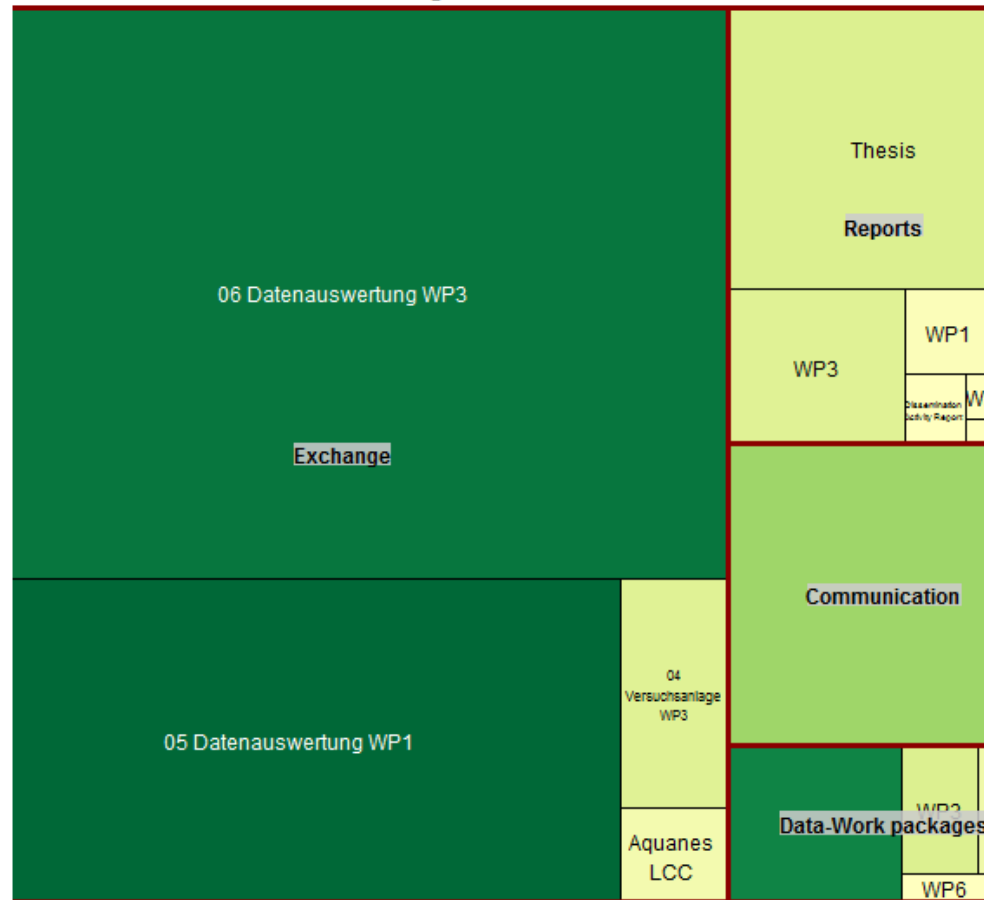 06 Datenauswertung WP3
Exchange
05 Datenauswertung WP1
04
Versuchsanlage
WP3
Aquanes
LCC
Thesis
Reports
WP3
WP1
Dissemination
Activity Report
W
Communication
WP3
Data-Work packages
WP6